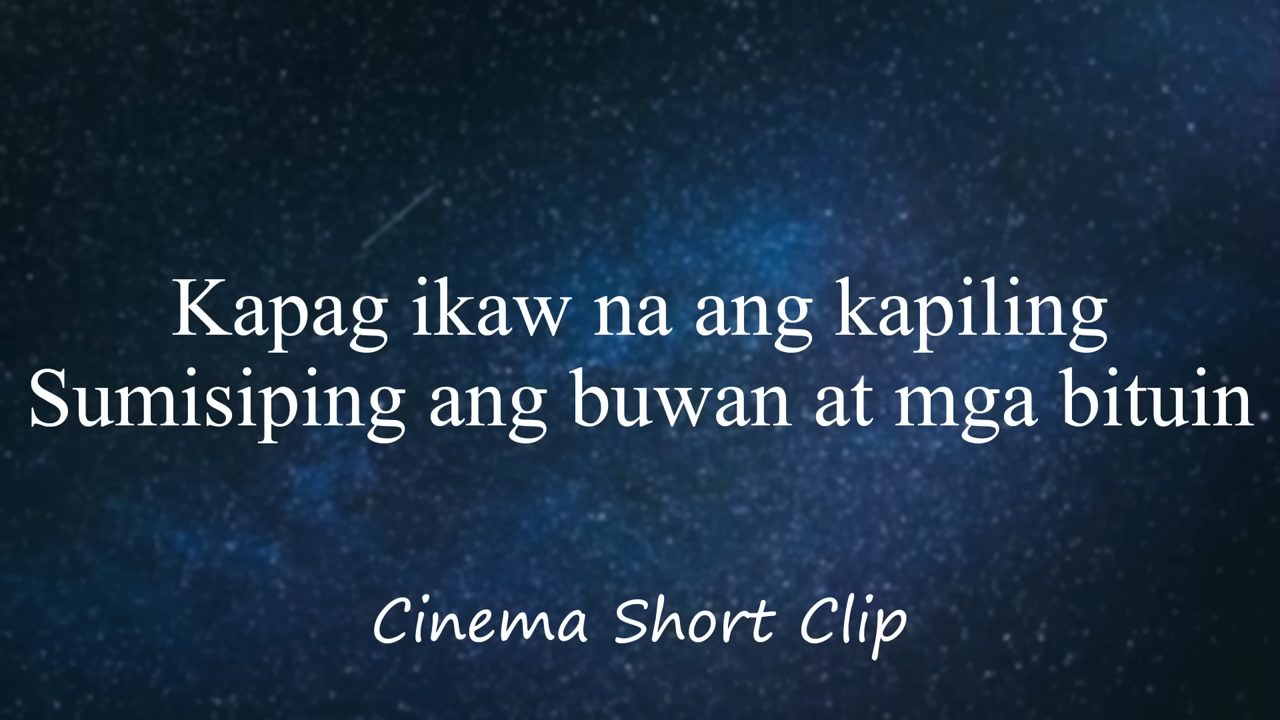 Kapag ikaw na ang kapiling
Sumisiping ang buwan at mga bituin
Cinema Short Clip